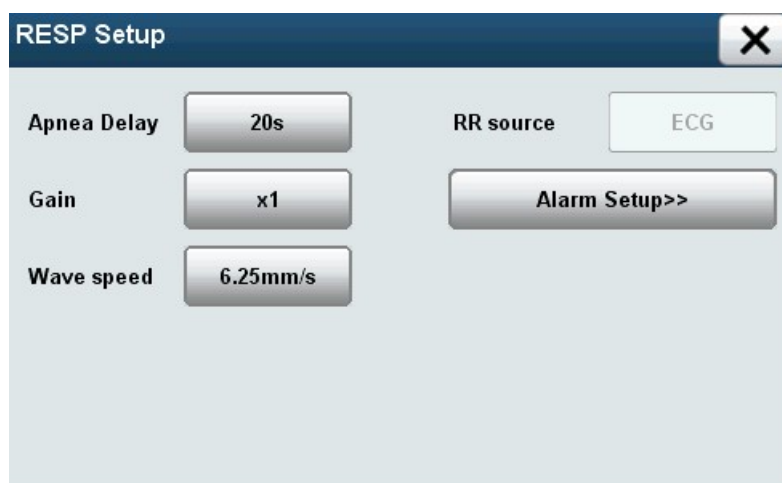 RESP Setup
Apnea Delay 20s RR source ECG
Gain x1 Alarm Setup>>
Wave speed 6.25mm/s